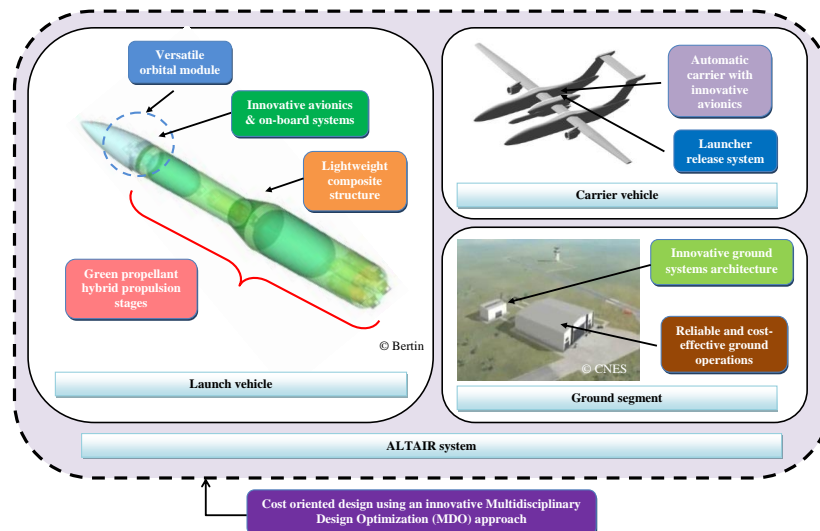 Versatile
orbital module
Innovative avionics
& on-board systems
Lightweight
composite
structure
Green propellant
hybrid propulsion
stages
© Bertin
Launch vehicle
Automatic
carrier with
innovative
avionics
Launcher
release system
Carrier vehicle
Innovative ground
systems architecture
Reliable and cost-
effective ground
operations
© CNES
Ground segment
ALTAIR system
Cost oriented design using an innovative Multidisciplinary
Design Optimization (MDO) approach